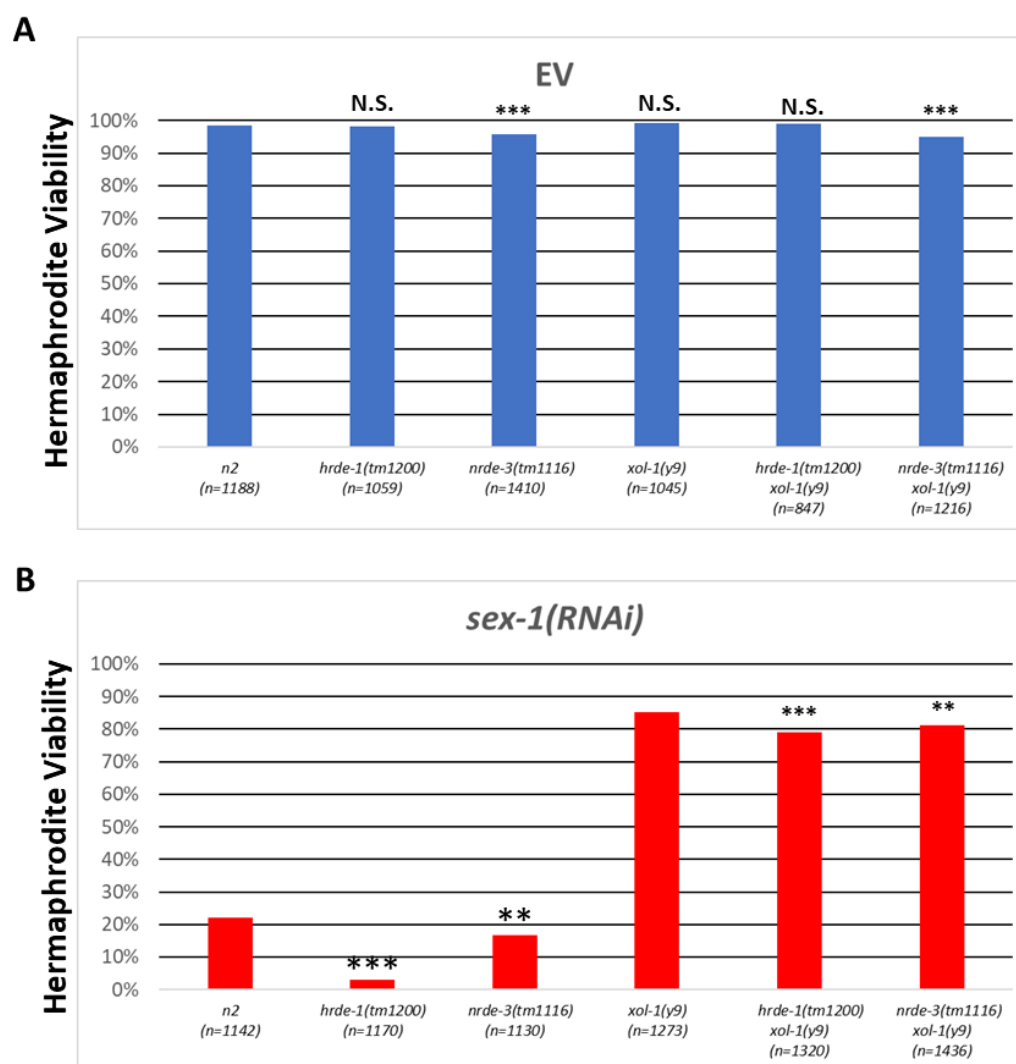 A
EV
Hermaphrodite Viability
N.S.
***
N.S.
N.S.
***
100%
90%
80%
70%
60%
50%
40%
30%
20%
10%
0%
n2
(n=1188)
hrde-1(tm1200)
(n=1059)
nrde-3(tm1116)
(n=1410)
xol-1(y9)
(n=1045)
hrde-1(tm1200)
xol-1(y9)
(n=847)
nrde-3(tm1116)
xol-1(y9)
(n=1216)
B
sex-1(RNAi)
Hermaphrodite Viability
100%
90%
80%
70%
60%
50%
40%
30%
20%
10%
0%
***
**
***
**
n2
(n=1142)
hrde-1(tm1200)
(n=1170)
nrde-3(tm1116)
(n=1130)
xol-1(y9)
(n=1273)
hrde-1(tm1200)
xol-1(y9)
(n=1320)
nrde-3(tm1116)
xol-1(y9)
(n=1436)